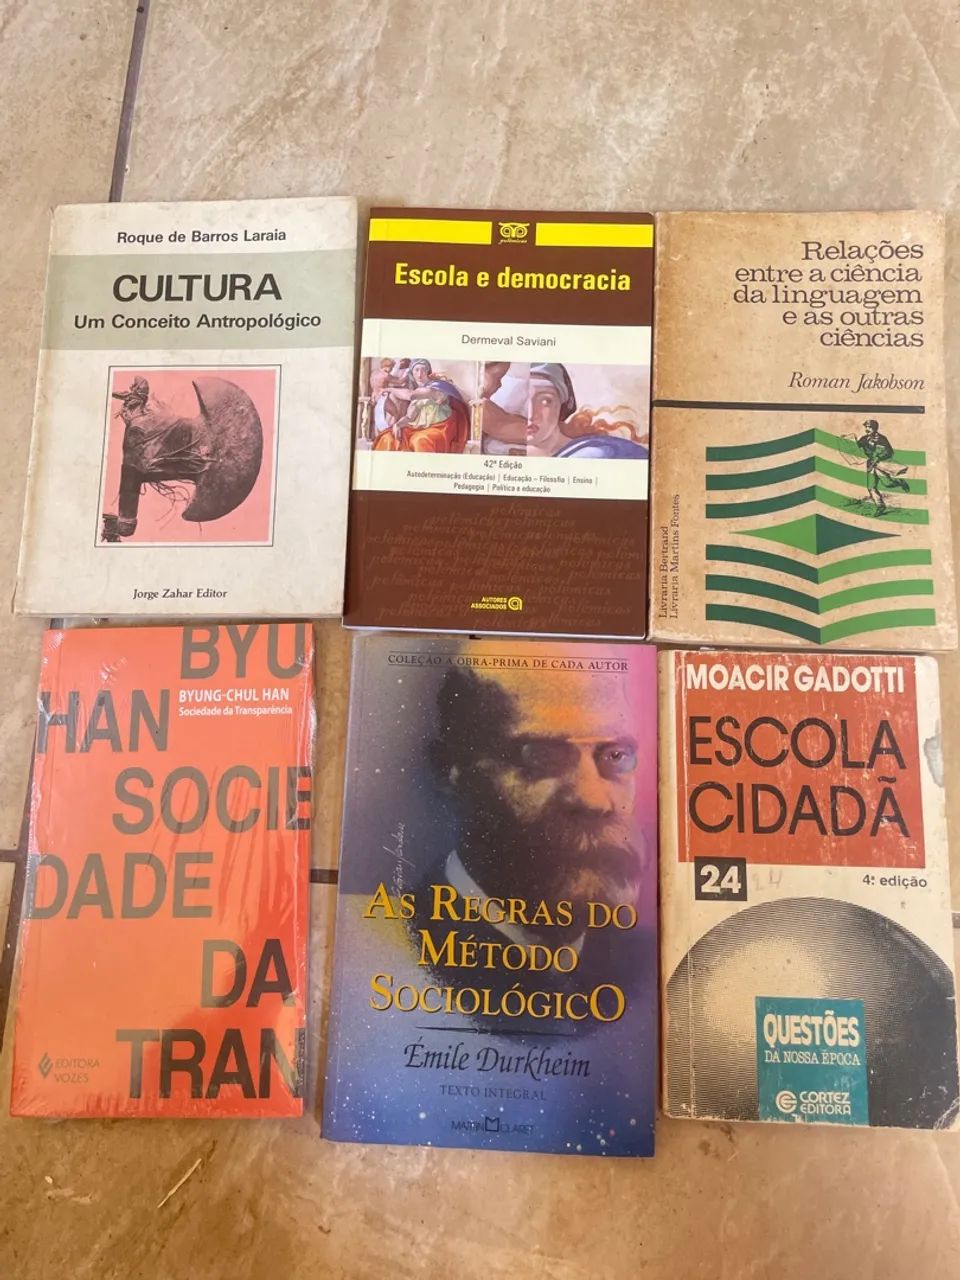 Roque de Barros Laraia
CULTURA
Um Conceito Antropológico
Jorge Zahar Editor
polêmicas
Escola e democracia
Dermeval Saviani
42ª Edição
Autodeterminação (Educação) | Educação – Filosofia | Ensino |
Pedagogia | Política e educação
polêmicas
AUTORES
ASSOCIADOS
Relações
entre a ciência
da linguagem
e as outras
ciências
Roman Jakobson
Livraria Bertrand
Livraria Martins Fontes
BYU
BYUNG-CHUL HAN
Sociedade da Transparência
HAN
SOCIE
DADE
DA
TRAN
EDITORA
VOZES
COLEÇÃO A OBRA-PRIMA DE CADA AUTOR
AS REGRAS DO
MÉTODO
SOCIOLÓGICO
Émile Durkheim
TEXTO INTEGRAL
MARTIN CLARET
MOACIR GADOTTI
ESCOLA
CIDADÃ
24 24
4ª edição
QUESTÕES
DA NOSSA ÉPOCA
CORTEZ
EDITORA